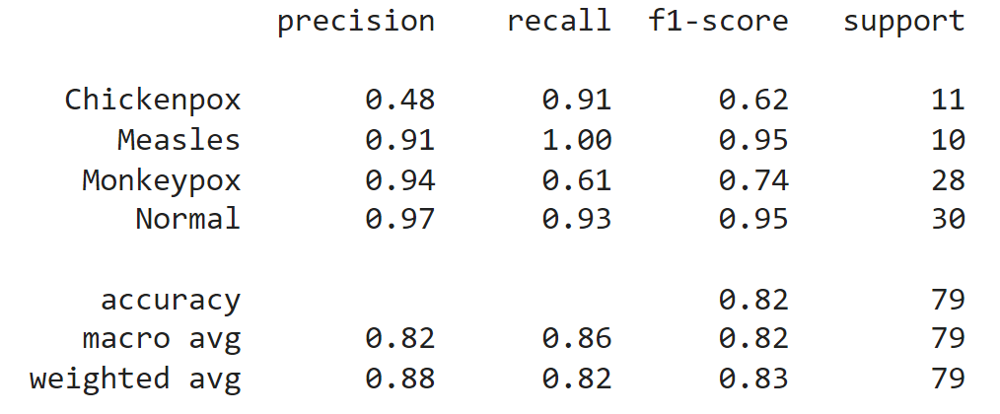 precision recall f1-score support
Chickenpox 0.48 0.91 0.62 11
Measles 0.91 1.00 0.95 10
Monkeypox 0.94 0.61 0.74 28
Normal 0.97 0.93 0.95 30
accuracy 0.82 79
macro avg 0.82 0.86 0.82 79
weighted avg 0.88 0.82 0.83 79